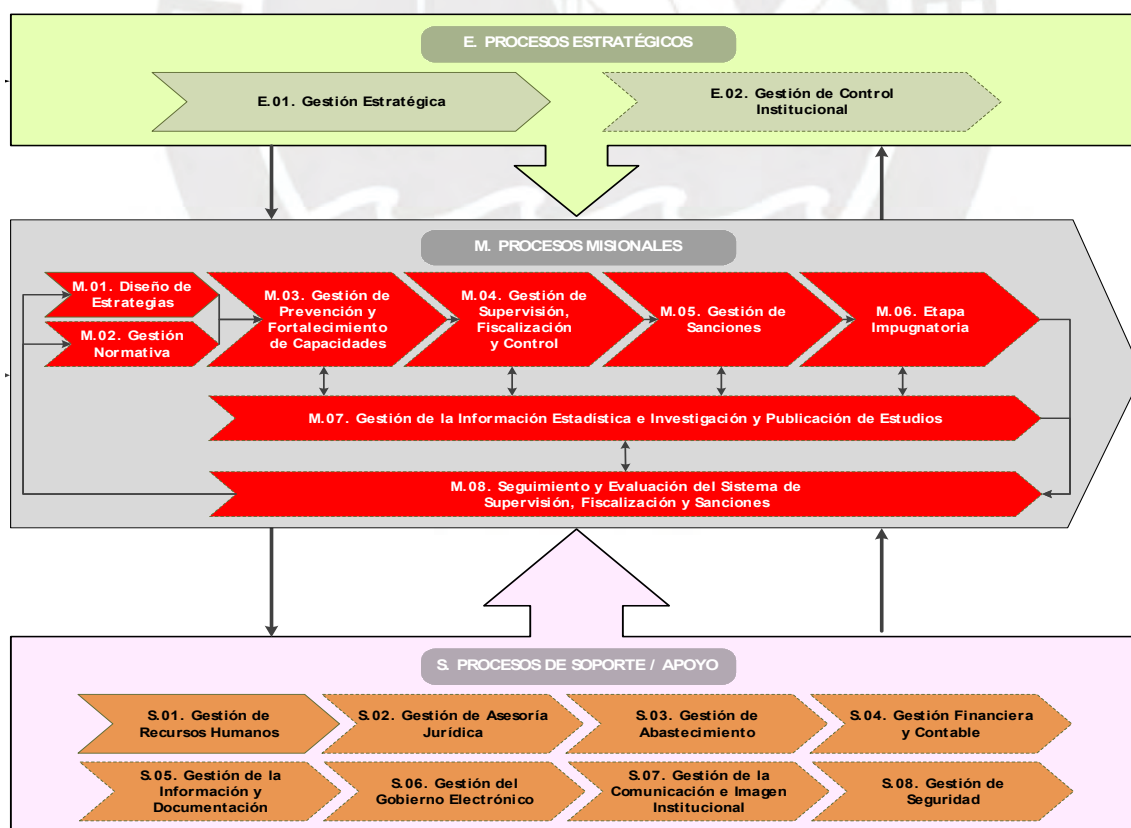 E. PROCESOS ESTRATÉGICOS
E.01. Gestión Estratégica
E.02. Gestión de Control
Institucional
M. PROCESOS MISIONALES
M.01. Diseño de
Estrategias
M.02. Gestión
Normativa
M.03. Gestión de
Prevención y
Fortalecimiento
de Capacidades
M.04. Gestión de
Supervisión,
Fiscalización
y Control
M.05. Gestión de
Sanciones
M.06. Etapa
Impugnatoria
M.07. Gestión de la Información Estadística e Investigación y Publicación de Estudios
M.08. Seguimiento y Evaluación del Sistema de
Supervisión, Fiscalización y Sanciones
S. PROCESOS DE SOPORTE / APOYO
S.01. Gestión de
Recursos Humanos
S.02. Gestión de Asesoría
Jurídica
S.03. Gestión de
Abastecimiento
S.04. Gestión Financiera
y Contable
S.05. Gestión de la
Información y
Documentación
S.06. Gestión del
Gobierno Electrónico
S.07. Gestión de la
Comunicación e Imagen
Institucional
S.08. Gestión de
Seguridad